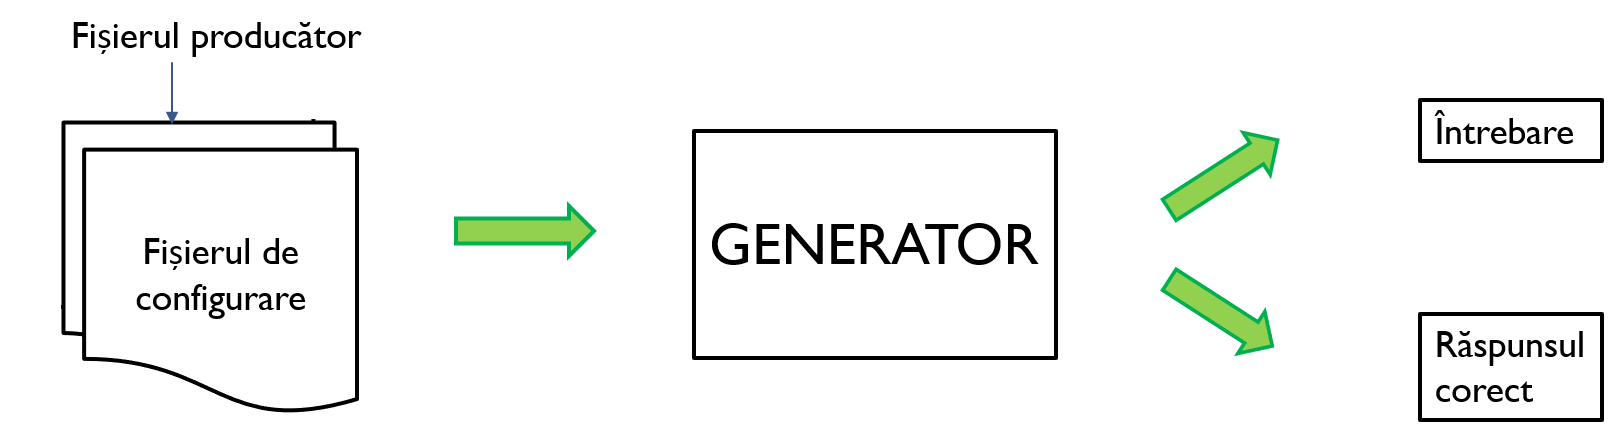 Fișierul producător
Fișierul de
configurare
GENERATOR
Întrebare
Răspunsul
corect